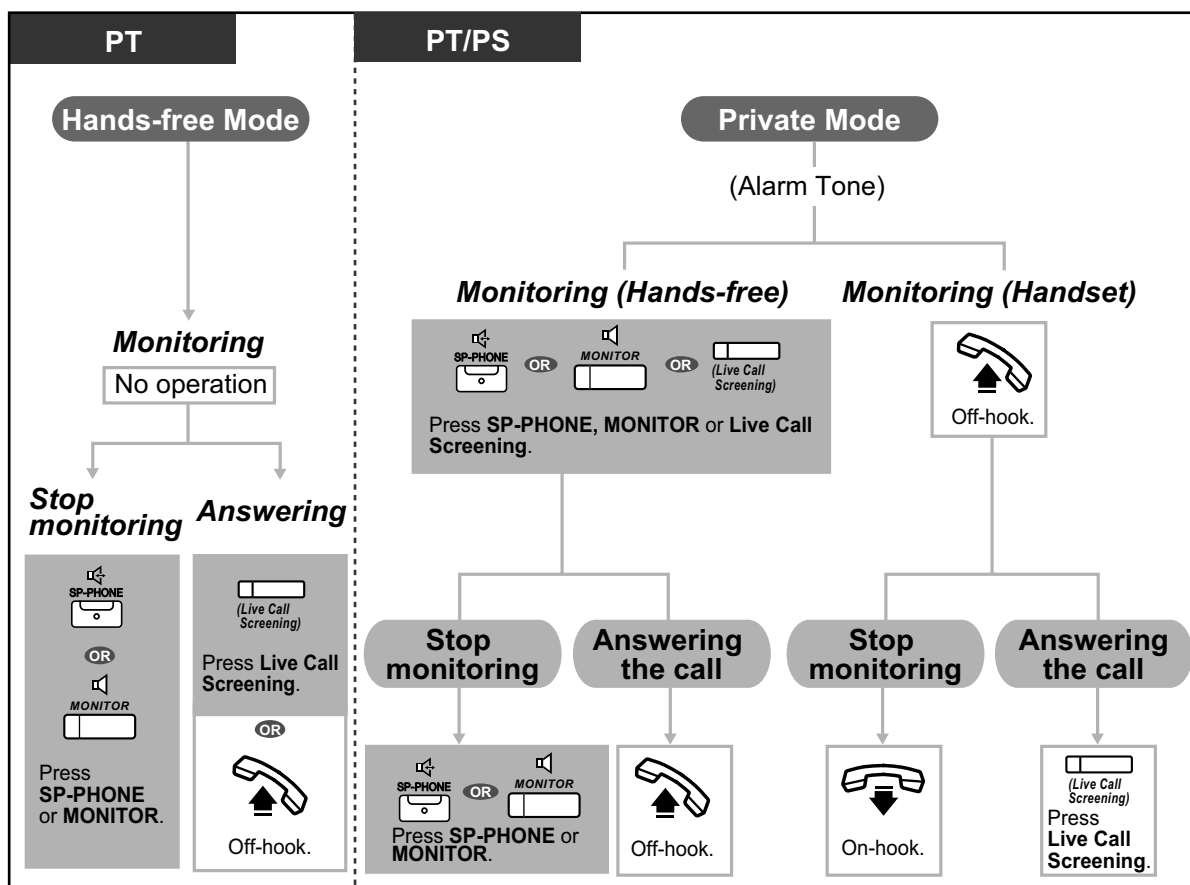 PT
Hands-free Mode
Monitoring
No operation
Stop
monitoring
SP-PHONE
OR
MONITOR
Press
SP-PHONE
or MONITOR.
Answering
(Live Call
Screening)
Press Live Call
Screening.
OR
Off-hook.
PT/PS
Private Mode
(Alarm Tone)
Monitoring (Hands-free)
SP-PHONE
OR
MONITOR
OR
(Live Call
Screening)
Press SP-PHONE, MONITOR or Live Call
Screening.
Stop
monitoring
SP-PHONE
OR
MONITOR
Press SP-PHONE or
MONITOR.
Answering
the call
Off-hook.
Monitoring (Handset)
Off-hook.
Stop
monitoring
On-hook.
Answering
the call
(Live Call
Screening)
Press
Live Call
Screening.